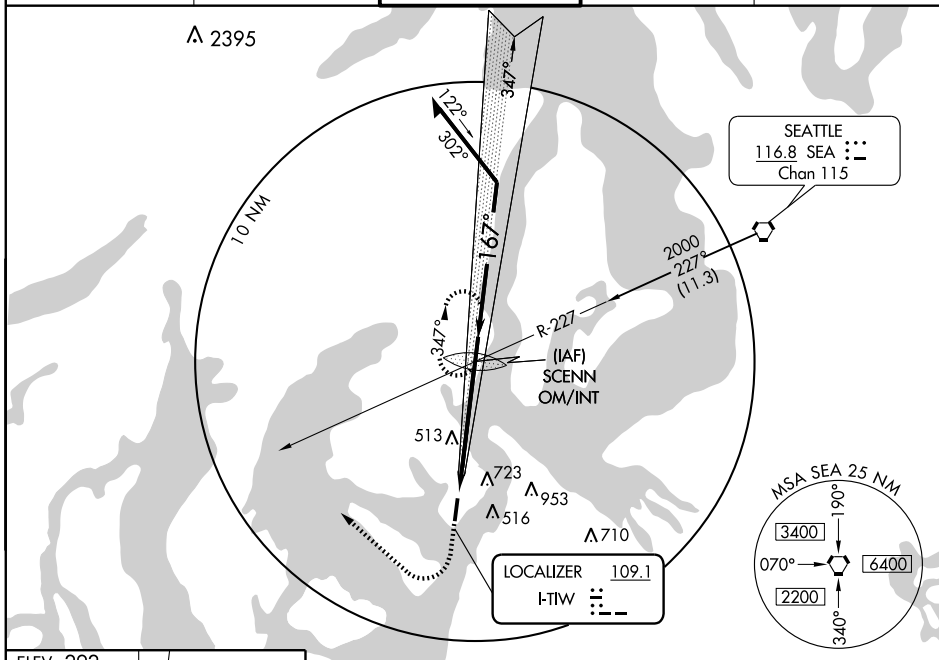 2395
347°
122°
302°
10 NM
167°
SEATTLE
116.8 SEA
Chan 115
2000
227°
(11.3)
R-227
347°
(IAF)
SCENN
OM/INT
513
723
953
516
710
LOCALIZER 109.1
I-TIW
MSA SEA 25 NM
190°
3400
070°
6400
2200
340°